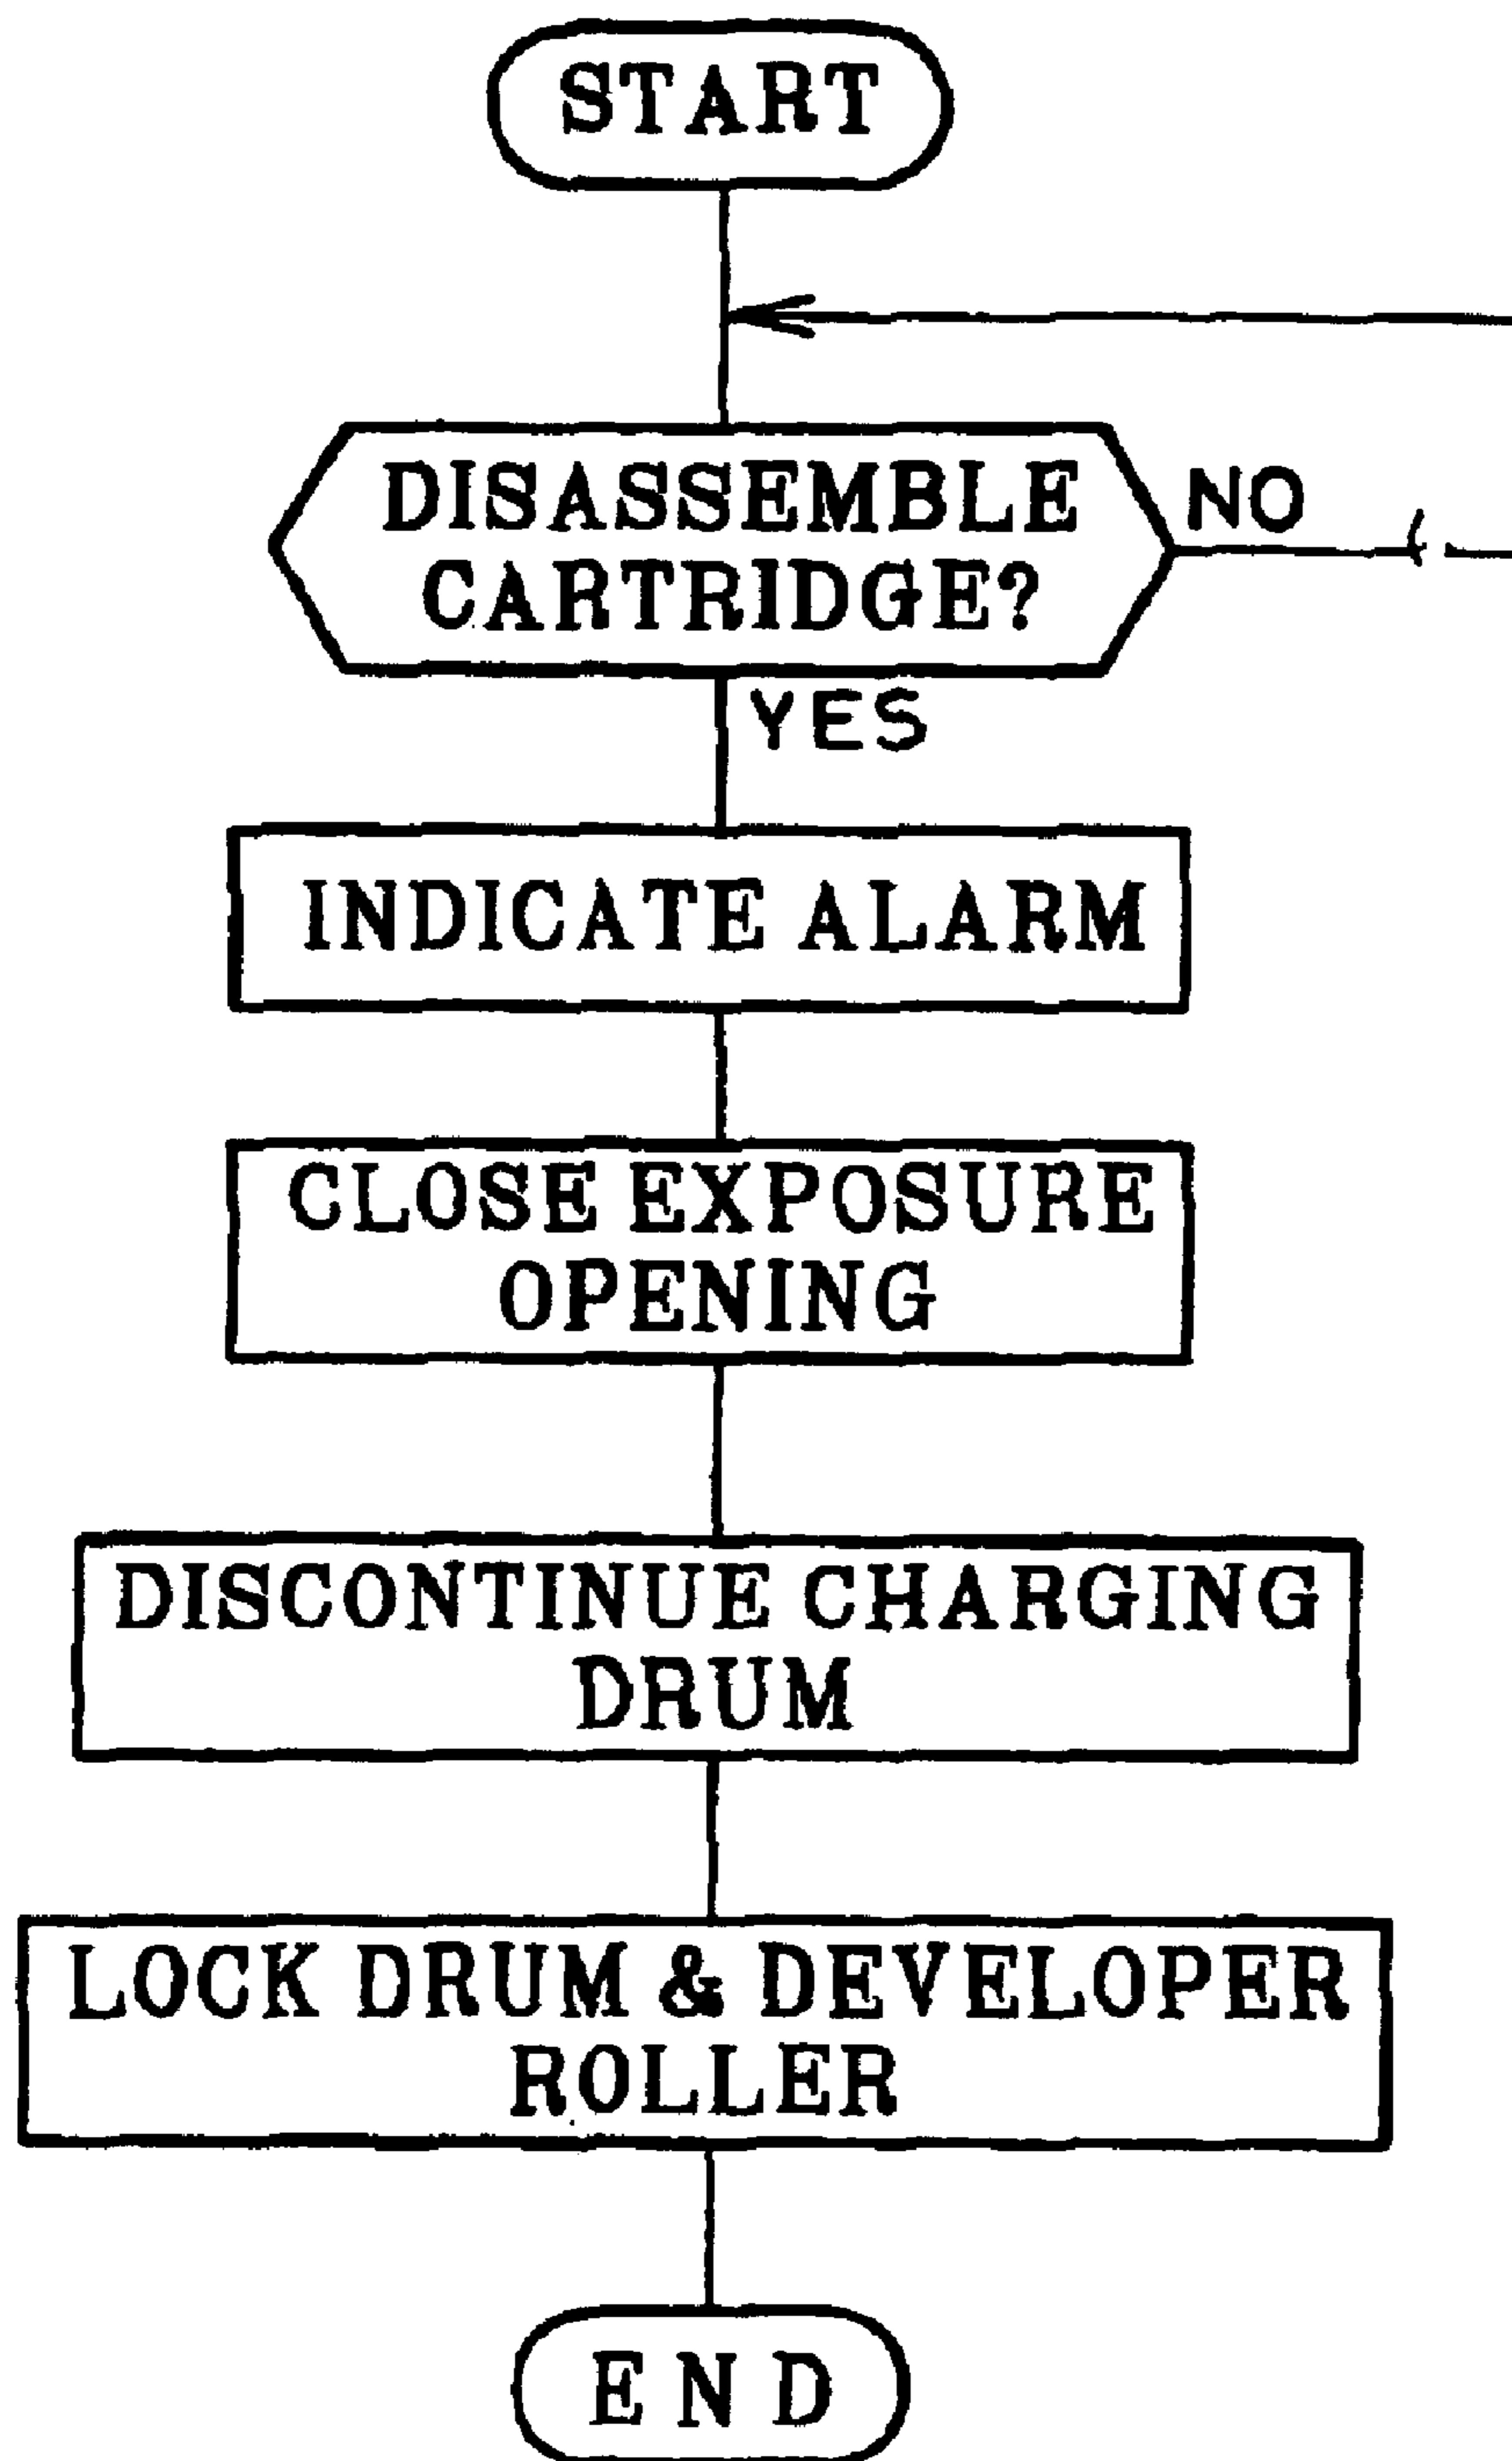 START
DISASSEMBLE
CARTRIDGE?
NO
YES
INDICATE ALARM
CLOSE EXPOSURE
OPENING
DISCONTINUE CHARGING
DRUM
LOCK DRUM & DEVELOPER
ROLLER
END